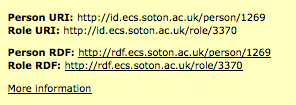 Person URI: http://id.ecs.soton.ac.uk/person/1269
Role URI: http://id.ecs.soton.ac.uk/role/3370
Person RDF: http://rdf.ecs.soton.ac.uk/person/1269
Role RDF: http://rdf.ecs.soton.ac.uk/role/3370
More information